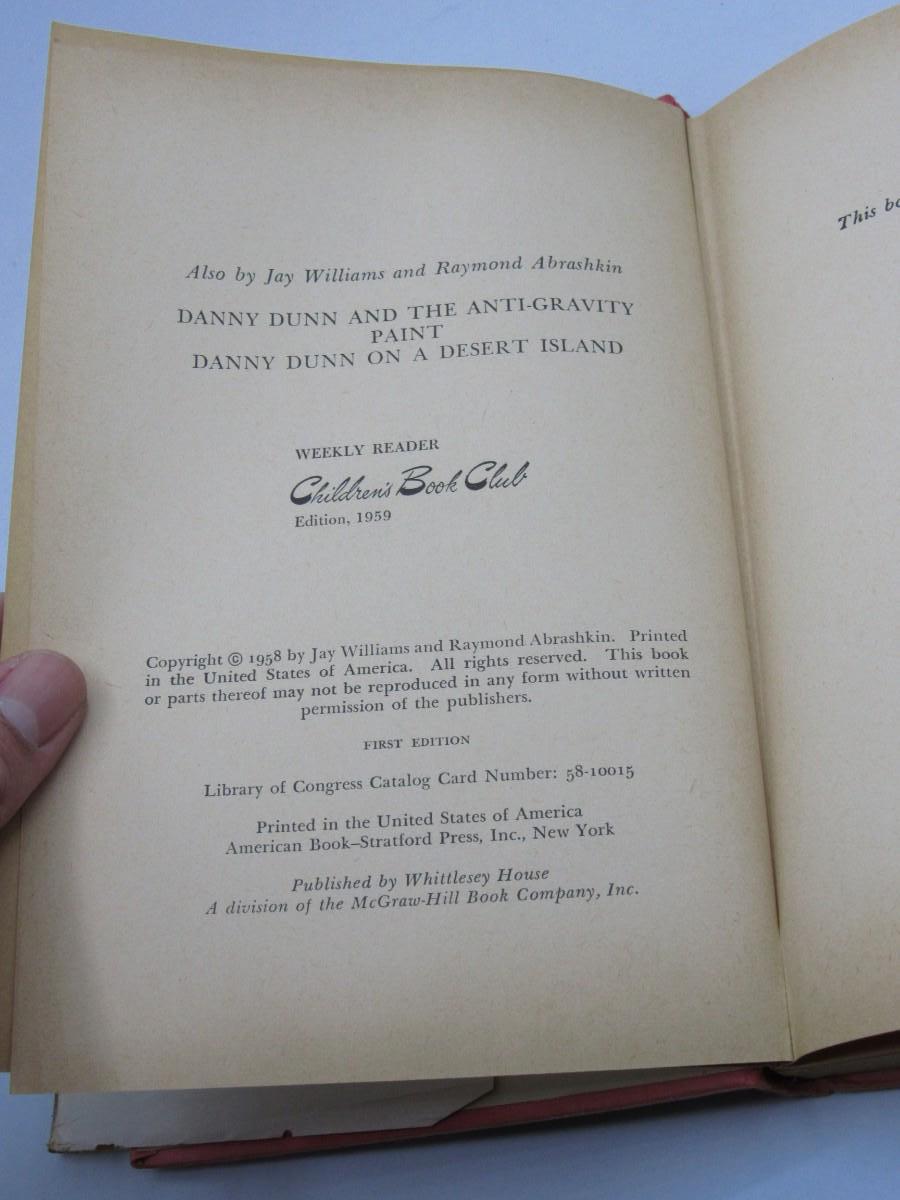 Also by Jay Williams and Raymond Abrashkin
DANNY DUNN AND THE ANTI-GRAVITY
PAINT
DANNY DUNN ON A DESERT ISLAND
WEEKLY READER
Children's Book Club
Edition, 1959
Copyright © 1958 by Jay Williams and Raymond Abrashkin. Printed
in the United States of America. All rights reserved. This book
or parts thereof may not be reproduced in any form without written
permission of the publishers.
FIRST EDITION
Library of Congress Catalog Card Number: 58-10015
Printed in the United States of America
American Book–Stratford Press, Inc., New York
Published by Whittlesey House
A division of the McGraw-Hill Book Company, Inc.
This